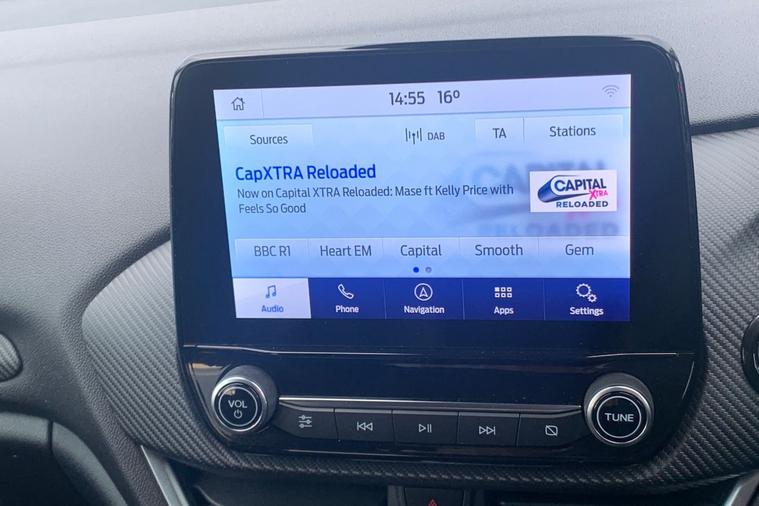 14:55 16°
Sources DAB TA Stations
CapXTRA Reloaded
Now on Capital XTRA Reloaded: Mase ft Kelly Price with
Feels So Good
CAPITAL
XTRA
RELOADED
BBC R1 Heart EM Capital Smooth Gem
Audio Phone Navigation Apps Settings
VOL TUNE